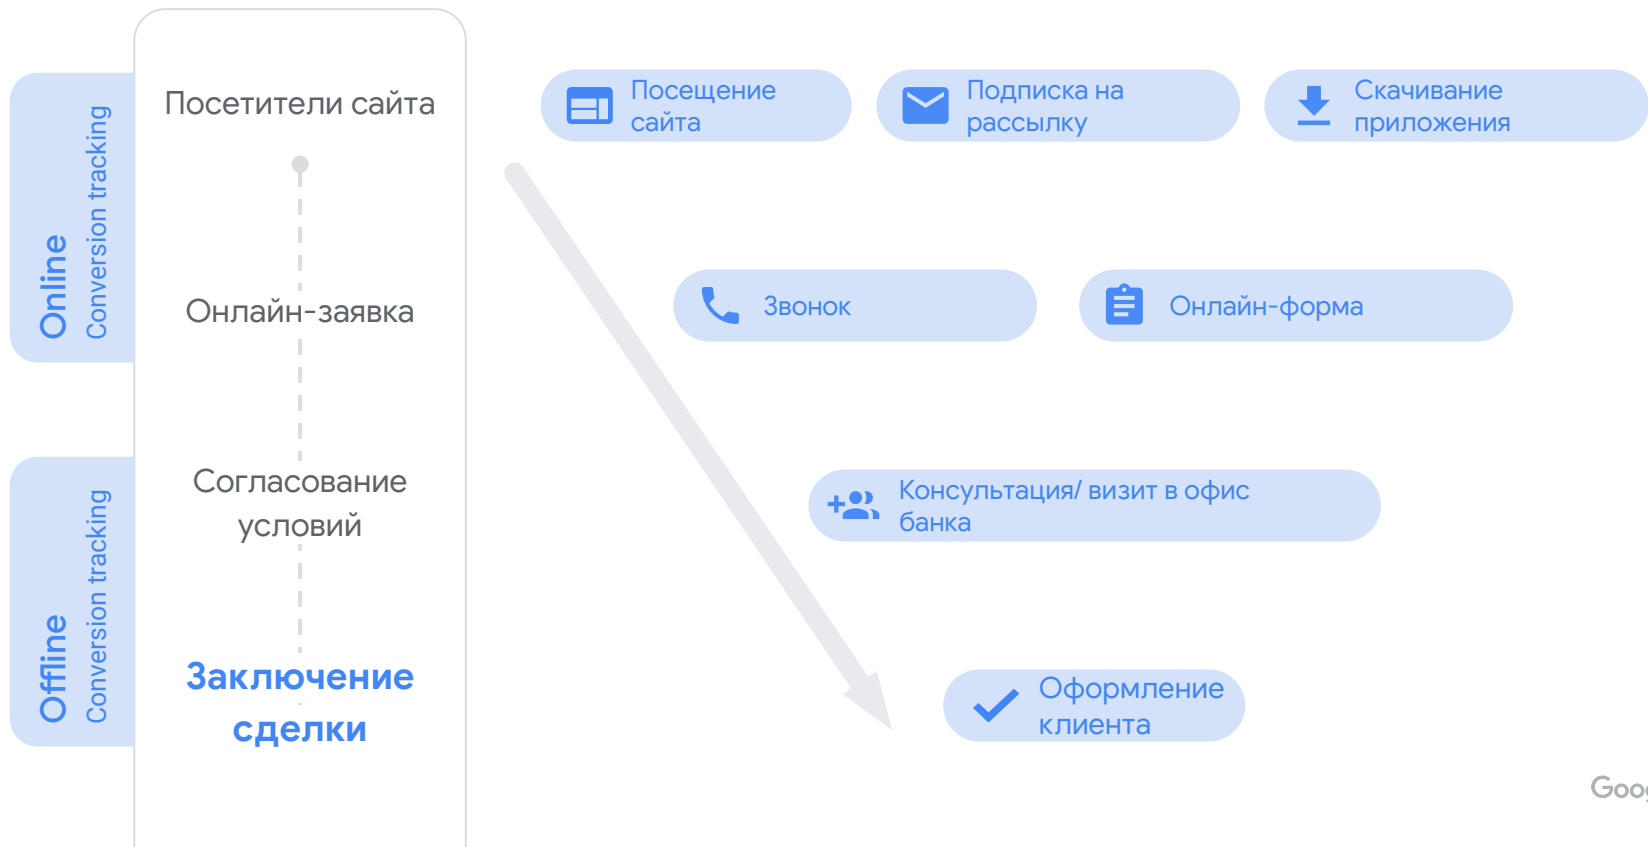 Online
Conversion tracking
Посетители сайта
Посещение
сайта
Подписка на
рассылку
Скачивание
приложения
Онлайн-заявка
Звонок
Онлайн-форма
Offline
Conversion tracking
Согласование
условий
Консультация/ визит в офис
банка
Заключение
сделки
Оформление
клиента
Goog